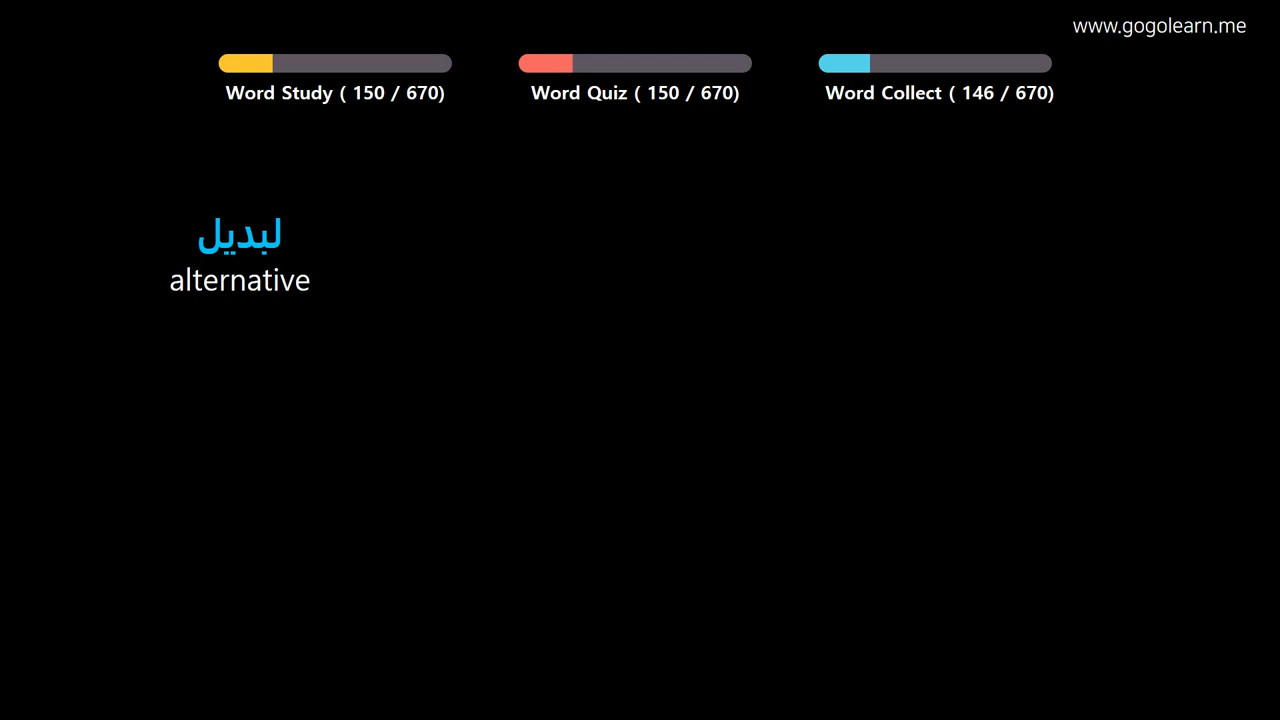 www.gogolearn.me
Word Study ( 150 / 670)
Word Quiz ( 150 / 670)
Word Collect ( 146 / 670)
لبديل
alternative